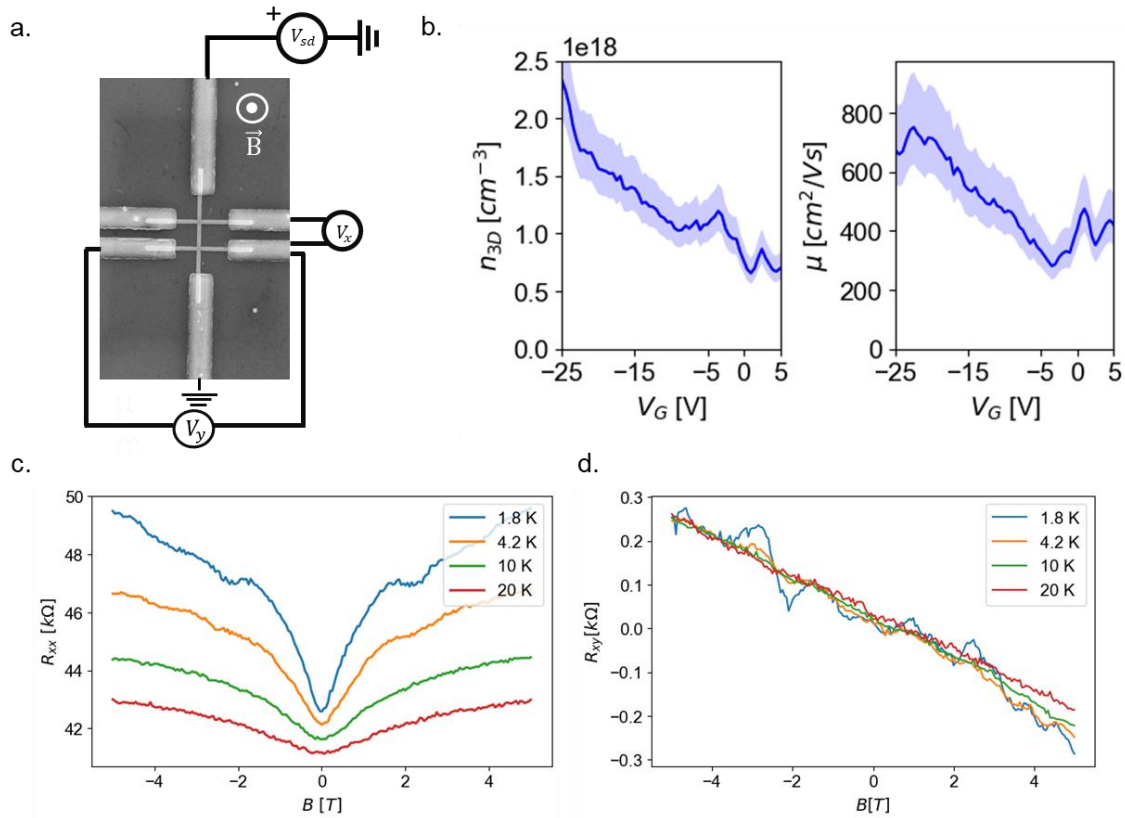 a.
+
V_sd
B
V_x
V_y
b.
1e18
2.5
2.0
1.5
1.0
0.5
0.0
n_3D [cm⁻³]
−25 −15 −5 0 5
V_G [V]
800
600
400
200
0
μ [cm²/Vs]
−25 −15 −5 0 5
V_G [V]
c.
50
48
46
44
42
R_xx [kΩ]
1.8 K
4.2 K
10 K
20 K
−4 −2 0 2 4
B [T]
d.
0.3
0.2
0.1
0.0
−0.1
−0.2
−0.3
R_xy[kΩ]
1.8 K
4.2 K
10 K
20 K
−4 −2 0 2 4
B[T]